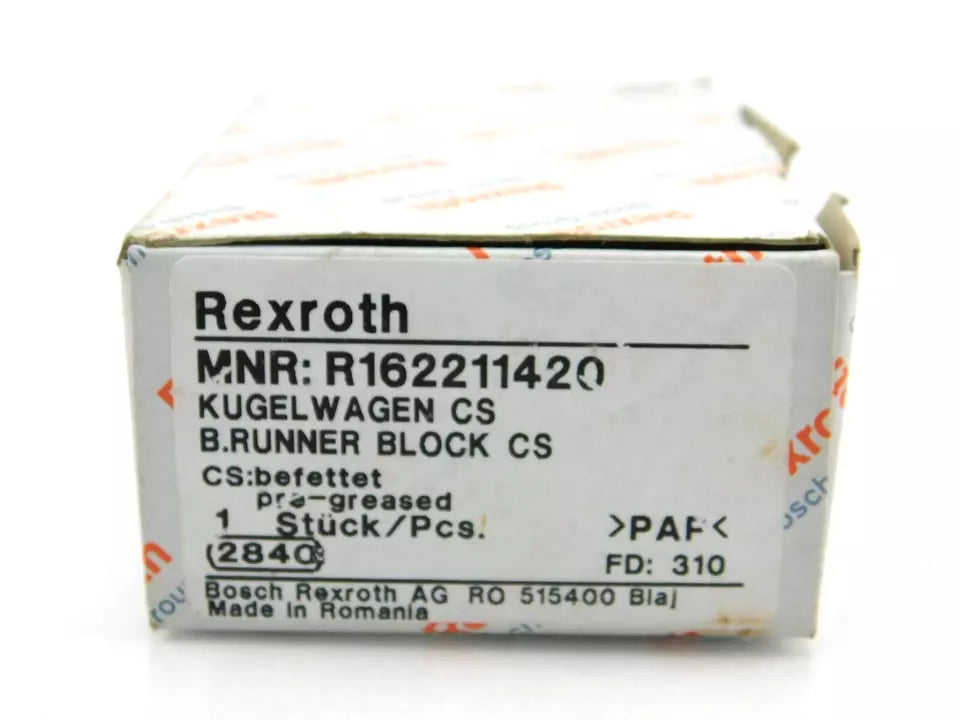 Rexroth
MNR: R162211420
KUGELWAGEN CS
B.RUNNER BLOCK CS
CS:befettet
pre-greased
1 Stück/Pcs.
>PAP<
(2840)
FD: 310
Bosch Rexroth AG RO 515400 Blaj
Made in Romania